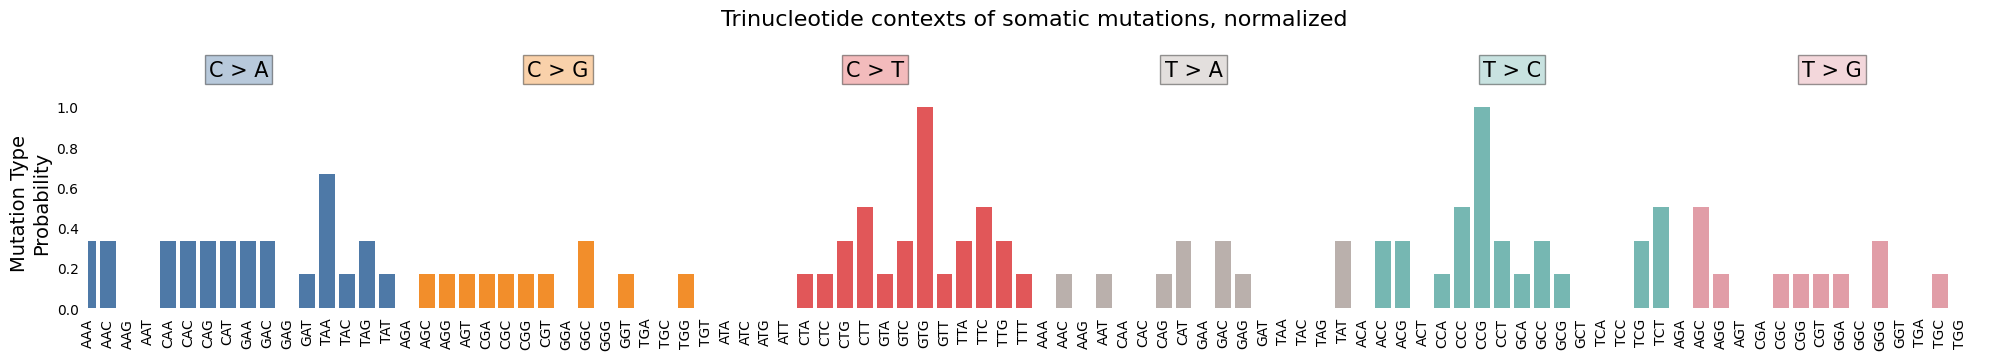 Trinucleotide contexts of somatic mutations, normalized
C > A
C > G
C > T
T > A
T > C
T > G
Mutation Type
Probability
1.0
0.8
0.6
0.4
0.2
0.0
AAA AAC AAG AAT CAA CAC CAG CAT GAA GAC GAG GAT TAA TAC TAG TAT AGA AGC AGG AGT CGA CGC CGG CGT GGA GGC GGG GGT TGA TGC TGG TGT ATA ATC ATG ATT CTA CTC CTG CTT GTA GTC GTG GTT TTA TTC TTG TTT AAA AAC AAG AAT CAA CAC CAG CAT GAA GAC GAG GAT TAA TAC TAG TAT ACA ACC ACG ACT CCA CCC CCG CCT GCA GCC GCG GCT TCA TCC TCG TCT AGA AGC AGG AGT CGA CGC CGG CGT GGA GGC GGG GGT TGA TGC TGG